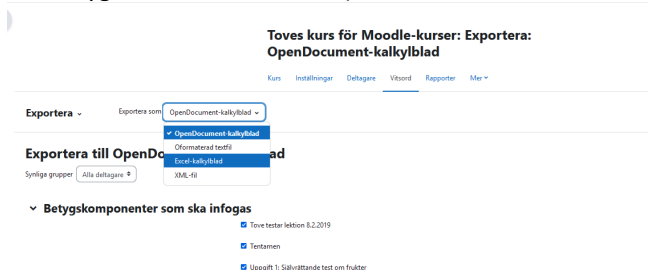 Toves kurs för Moodle-kurser: Exportera:
OpenDocument-kalkylblad
Kurs Inställningar Deltagare Vitsord Rapporter Mer
Exportera Exportera som OpenDocument-kalkylblad
OpenDocument-kalkylblad
Oformaterad textfil
Excel-kalkylblad
XML-fil
Exportera till OpenDo ad
Synliga grupper Alla deltagare
Betygskomponenter som ska infogas
Tove testar lektion 8.2.2019
Tentamen
Uppgift 1: Självrättande test om frukter